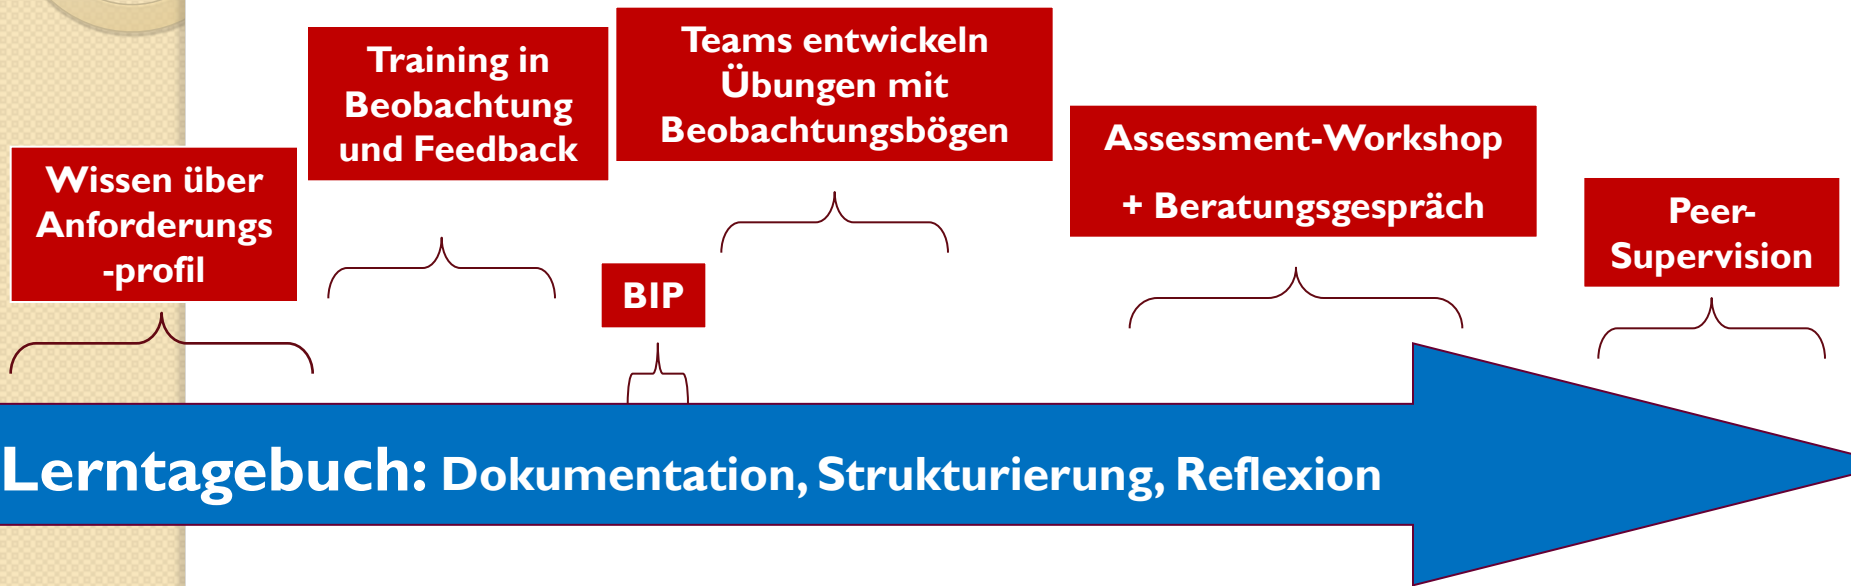 Wissen über
Anforderungs
-profil
Training in
Beobachtung
und Feedback
BIP
Teams entwickeln
Übungen mit
Beobachtungsbögen
Assessment-Workshop
+ Beratungsgespräch
Peer-
Supervision
Lerntagebuch: Dokumentation, Strukturierung, Reflexion